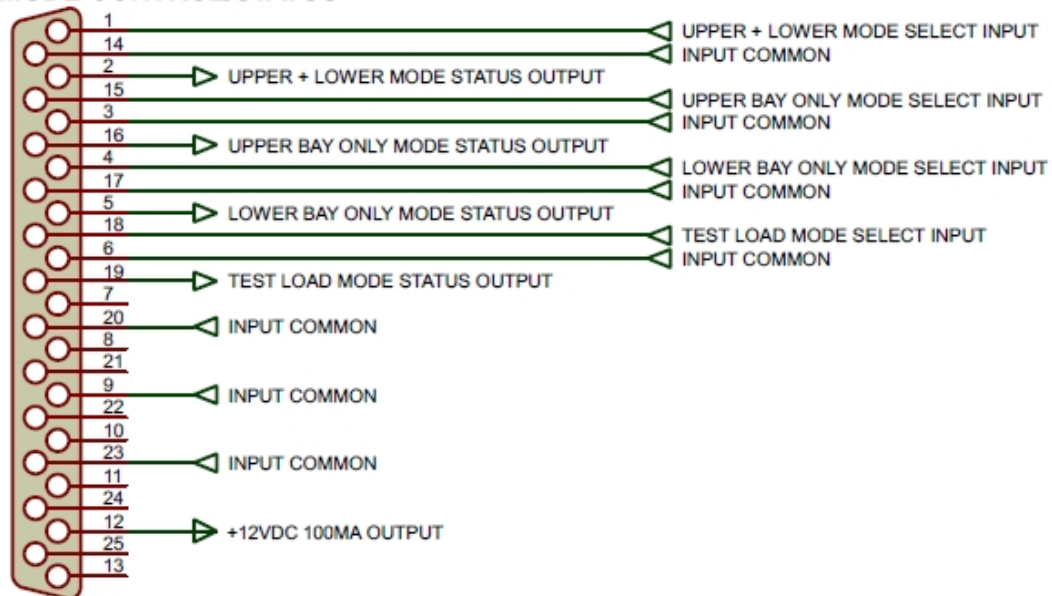 1 UPPER + LOWER MODE SELECT INPUT
14 INPUT COMMON
2 UPPER + LOWER MODE STATUS OUTPUT
15 UPPER BAY ONLY MODE SELECT INPUT
3 INPUT COMMON
16 UPPER BAY ONLY MODE STATUS OUTPUT
4 LOWER BAY ONLY MODE SELECT INPUT
17 INPUT COMMON
5 LOWER BAY ONLY MODE STATUS OUTPUT
18 TEST LOAD MODE SELECT INPUT
6 INPUT COMMON
19 TEST LOAD MODE STATUS OUTPUT
7
20 INPUT COMMON
8
21
9 INPUT COMMON
22
10
23 INPUT COMMON
11
24
12 +12VDC 100MA OUTPUT
25
13